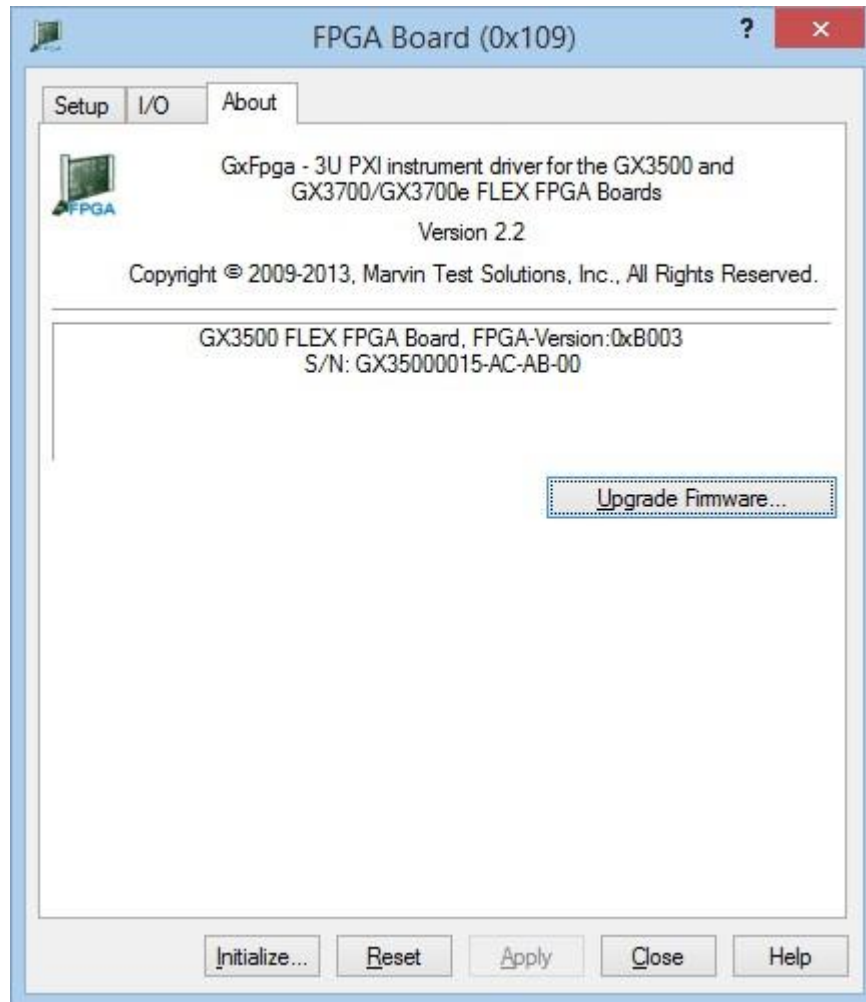 FPGA Board (0x109)
?
×
Setup
I/O
About
FPGA
GxFpga - 3U PXI instrument driver for the GX3500 and
GX3700/GX3700e FLEX FPGA Boards
Version 2.2
Copyright © 2009-2013, Marvin Test Solutions, Inc., All Rights Reserved.
GX3500 FLEX FPGA Board, FPGA-Version:0xB003
S/N: GX35000015-AC-AB-00
Upgrade Firmware...
Initialize...
Reset
Apply
Close
Help